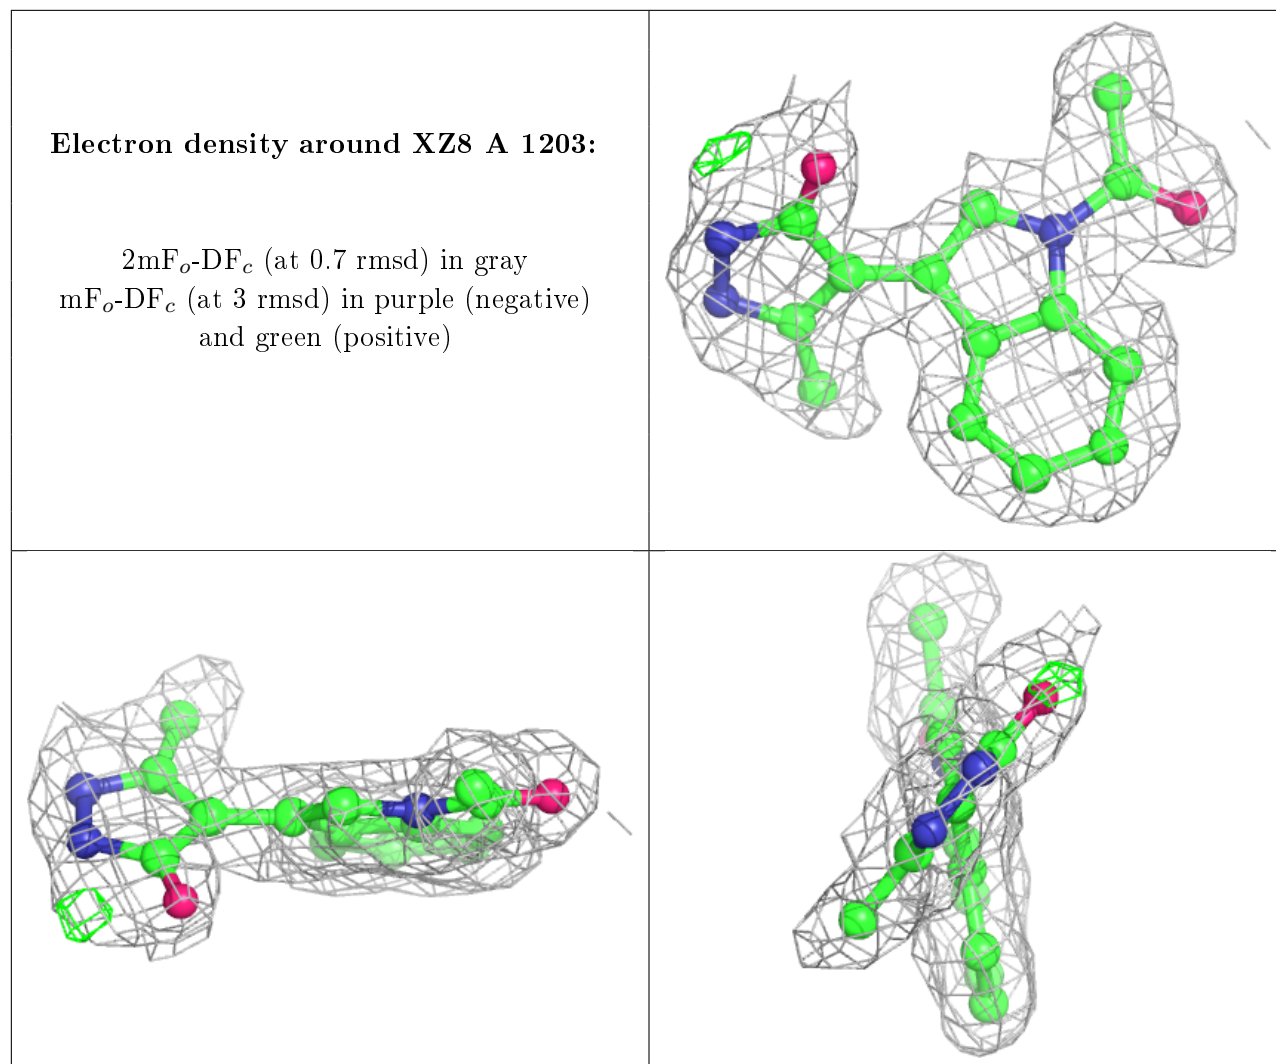 Electron density around XZ8 A 1203:
2mFo-DFc (at 0.7 rmsd) in gray
mFo-DFc (at 3 rmsd) in purple (negative)
and green (positive)